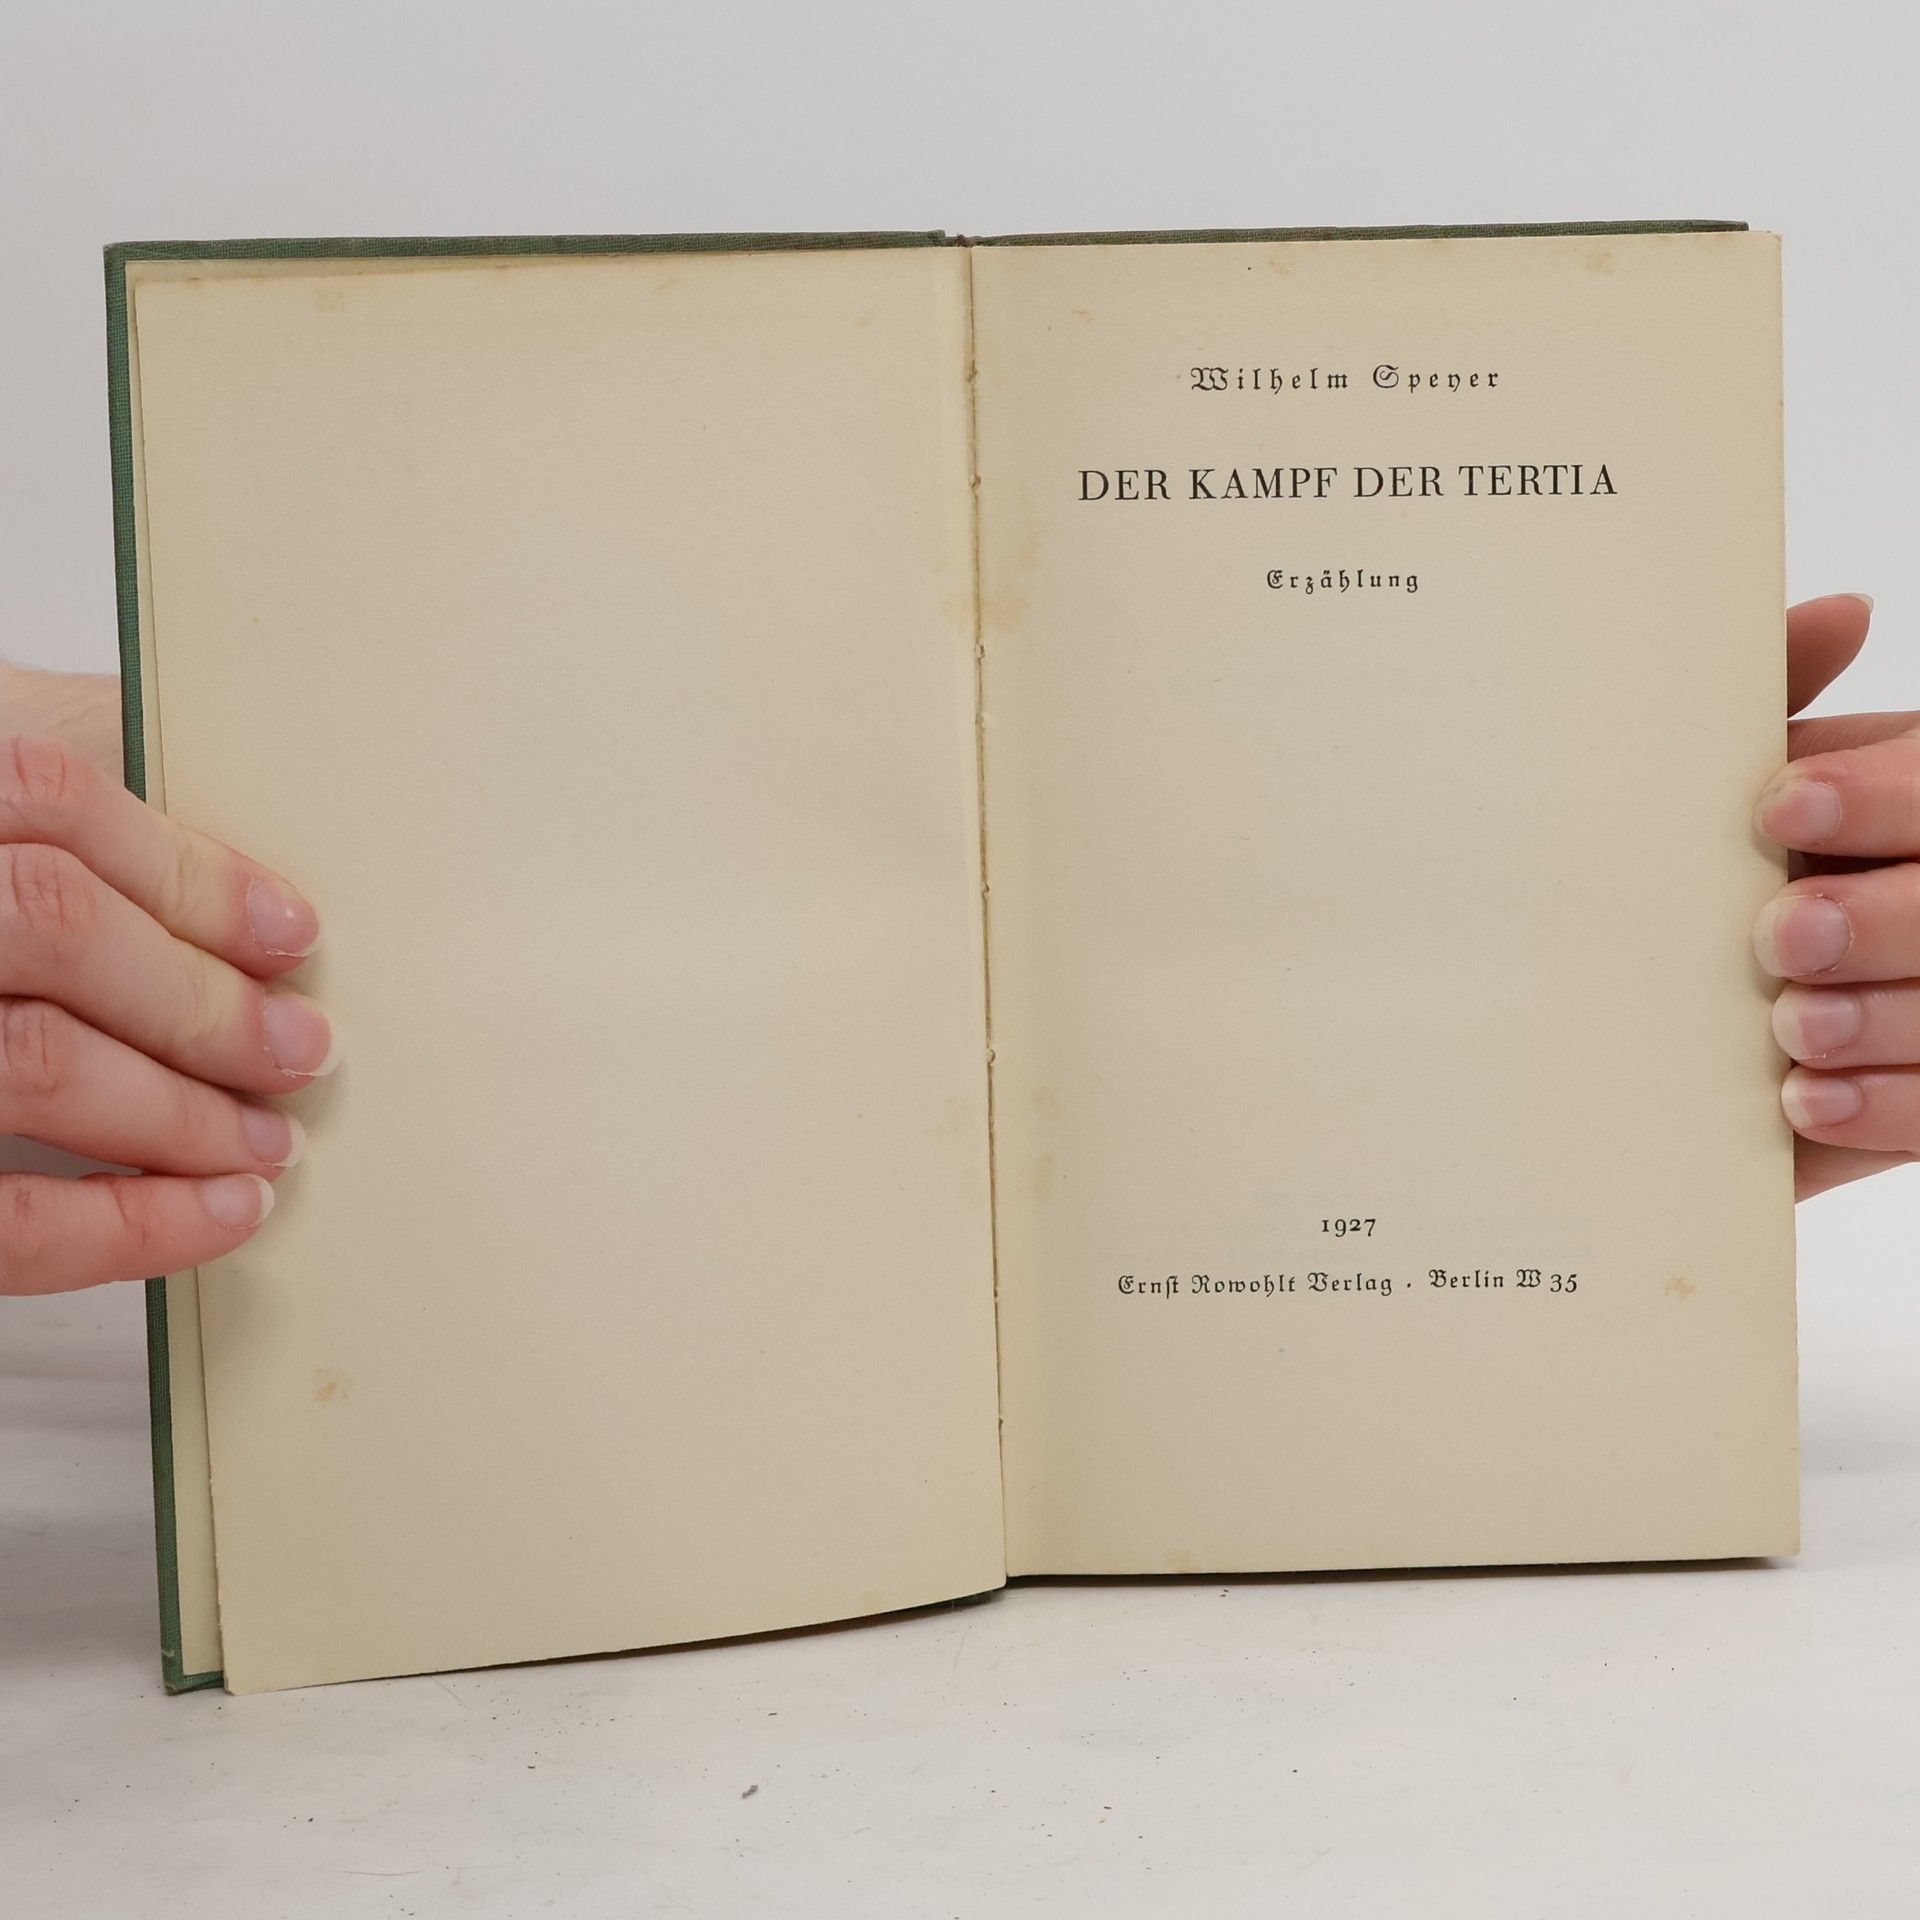 Wilhelm Speyer
DER KAMPF DER TERTIA
Erzählung
1927
Ernſt Rowohlt Verlag . Berlin W 35